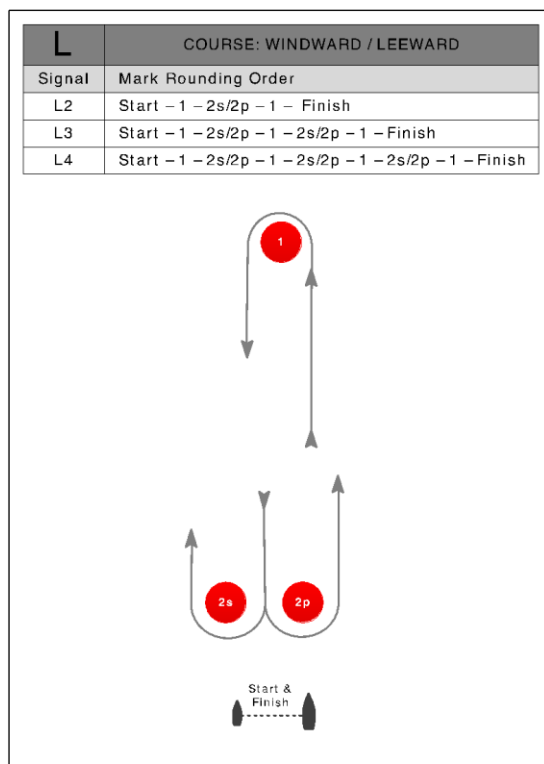 L COURSE: WINDWARD / LEEWARD
Signal Mark Rounding Order
L2 Start – 1 – 2s/2p – 1 – Finish
L3 Start – 1 – 2s/2p – 1 – 2s/2p – 1 – Finish
L4 Start – 1 – 2s/2p – 1 – 2s/2p – 1 – 2s/2p – 1 – Finish
1
2s 2p
Start &
Finish